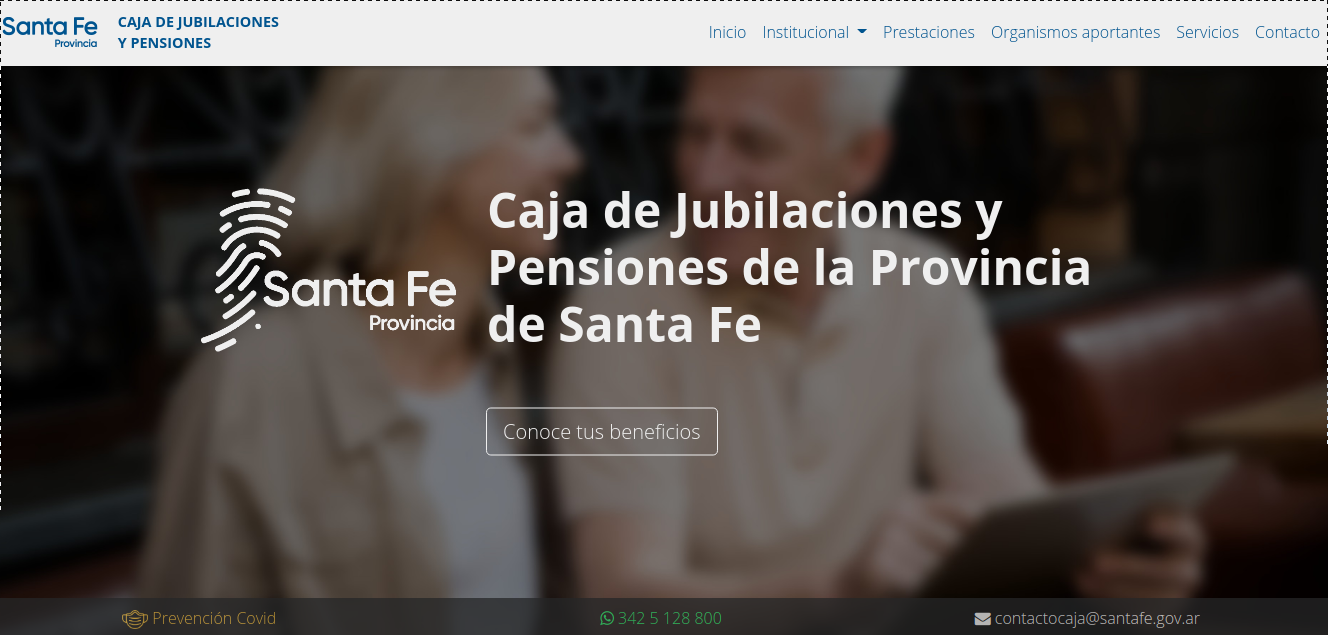 Santa Fe
Provincia
CAJA DE JUBILACIONES
Y PENSIONES
Inicio Institucional Prestaciones Organismos aportantes Servicios Contacto
Santa Fe
Provincia
Caja de Jubilaciones y
Pensiones de la Provincia
de Santa Fe
Conoce tus beneficios
Prevención Covid 342 5 128 800 contactocaja@santafe.gov.ar